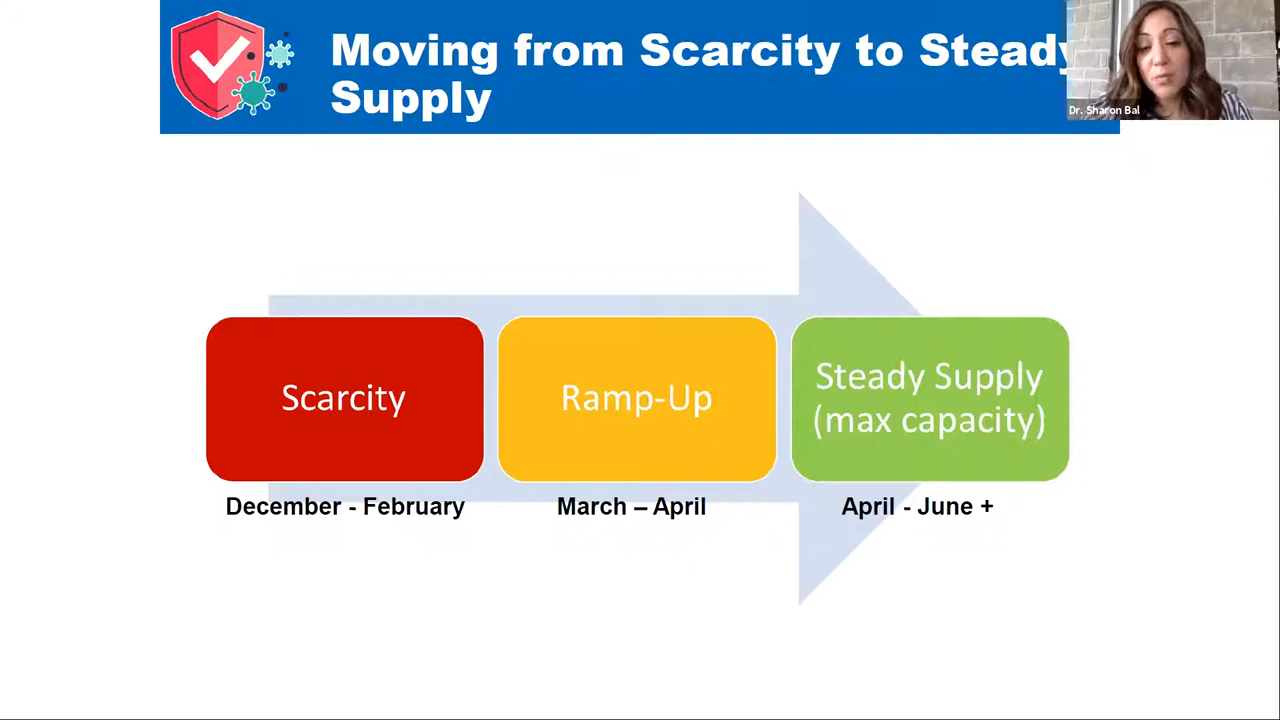 Moving from Scarcity to Steady
Supply
Dr. Sharon Bal
Scarcity
Ramp-Up
Steady Supply
(max capacity)
December - February
March – April
April - June +